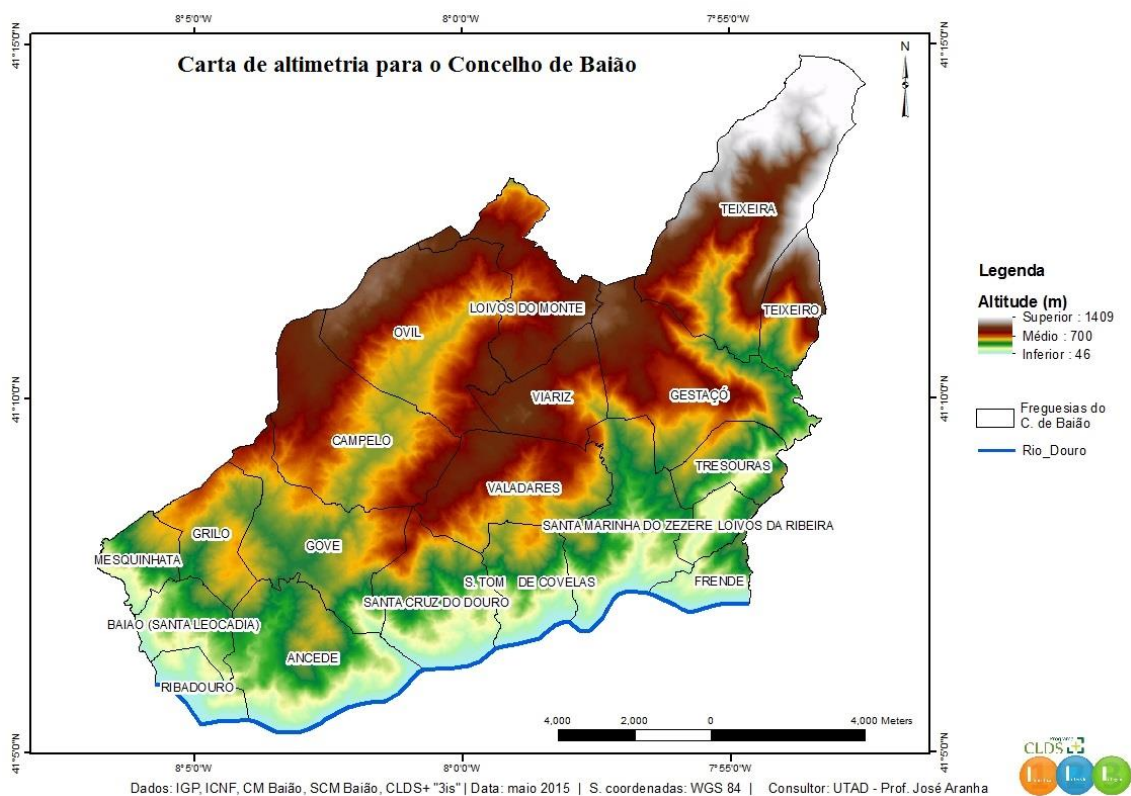 8°5'0"W 8°0'0"W 7°55'0"W
41°15'0"N 41°15'0"N
Carta de altimetria para o Concelho de Baião
N
TEIXEIRA
Legenda
Altitude (m)
Superior : 1409
Médio : 700
Inferior : 46
LOIVOS DO MONTE
TEIXEIRO
OVIL
41°10'0"N 41°10'0"N
VIARIZ
GESTAÇÓ
Freguesias do
C. de Baião
CAMPELO
Rio_Douro
TRESOURAS
VALADARES
SANTA MARINHA DO ZEZERE LOIVOS DA RIBEIRA
GRILO
GOVE
MESQUINHATA
S. TOM DE COVELAS
FRENDE
SANTA CRUZ DO DOURO
BAIAO (SANTA LEOCADIA)
ANCEDE
RIBADOURO
4,000 2,000 0 4,000 Meters
41°5'0"N 41°5'0"N
8°5'0"W 8°0'0"W 7°55'0"W
Programa
CLDS+
Dados: IGP, ICNF, CM Baião, SCM Baião, CLDS+ "3is" | Data: maio 2015 | S. coordenadas: WGS 84 | Consultor: UTAD - Prof. José Aranha